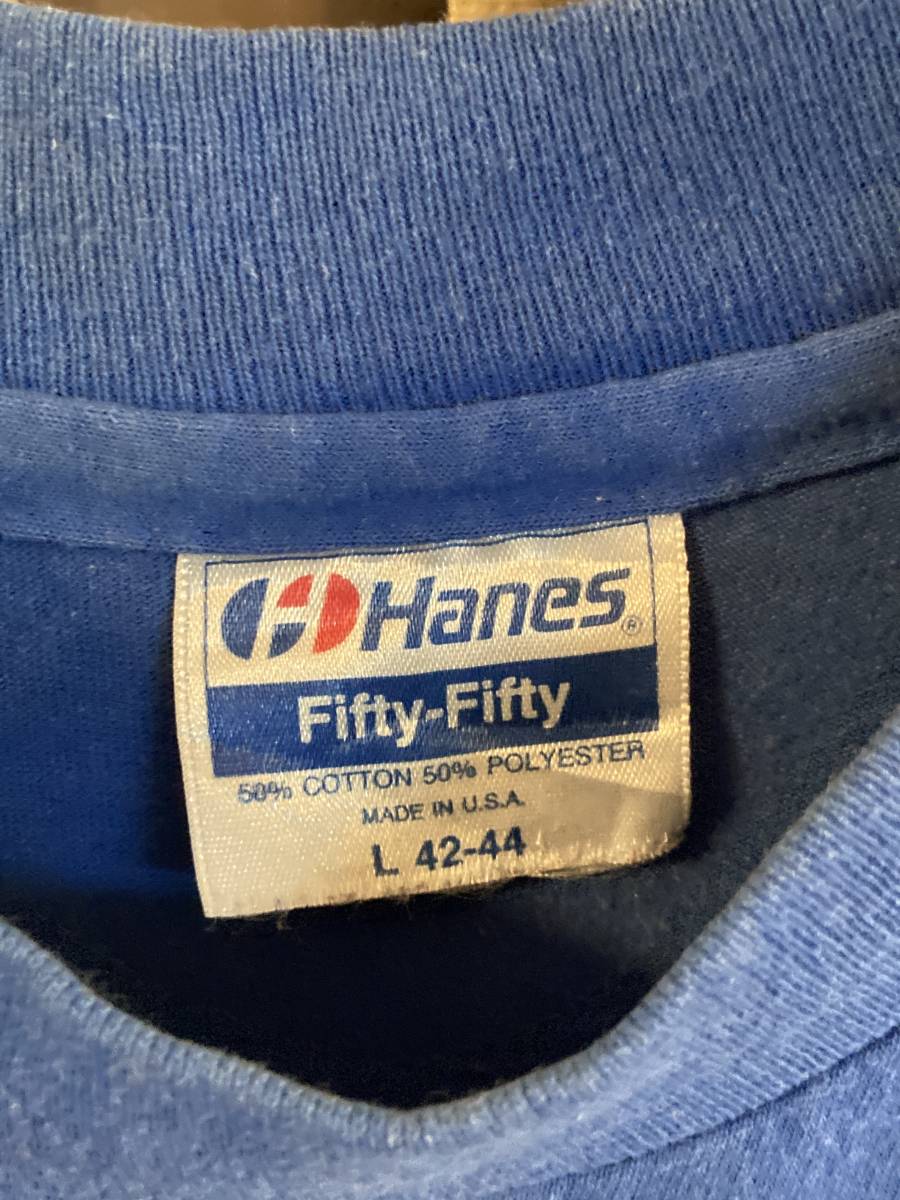 Hanes®
Fifty-Fifty
50% COTTON 50% POLYESTER
MADE IN U.S.A.
L 42-44